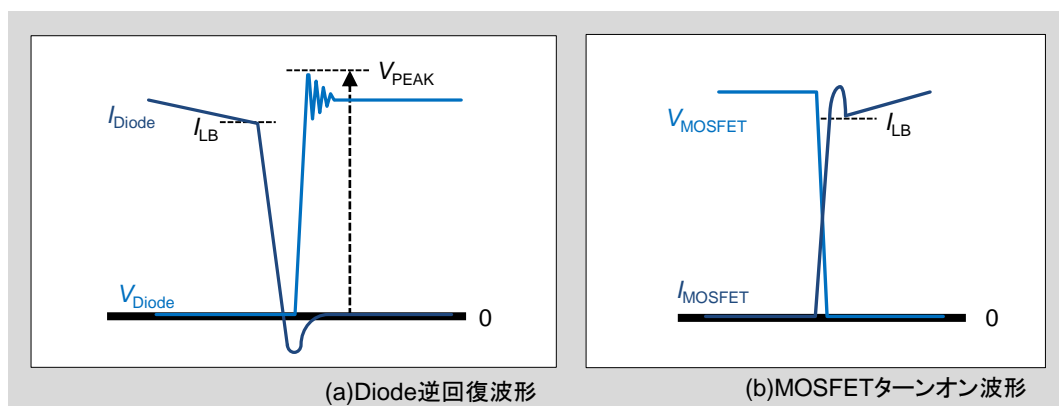 V_PEAK
I_Diode
I_LB
V_Diode
0
(a)Diode逆回復波形
V_MOSFET
I_LB
I_MOSFET
0
(b)MOSFETターンオン波形